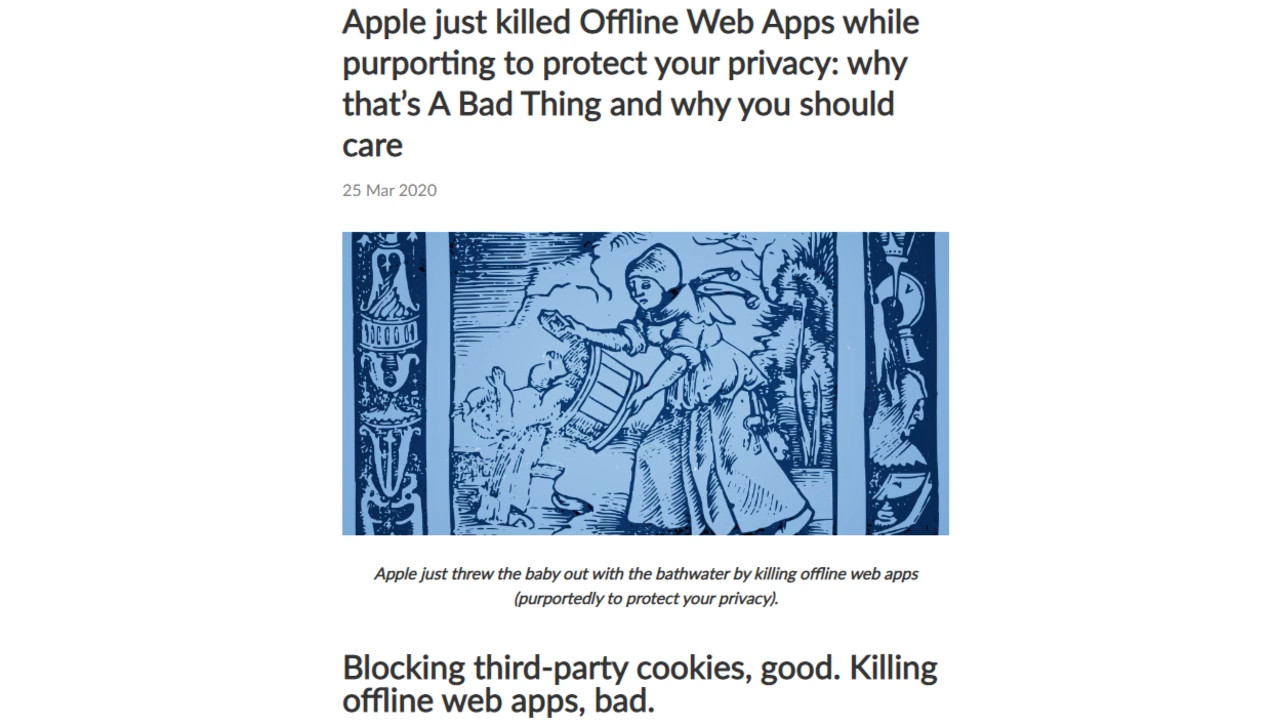 Apple just killed Offline Web Apps while
purporting to protect your privacy: why
that’s A Bad Thing and why you should
care
25 Mar 2020
Apple just threw the baby out with the bathwater by killing offline web apps
(purportedly to protect your privacy).
Blocking third-party cookies, good. Killing
offline web apps, bad.